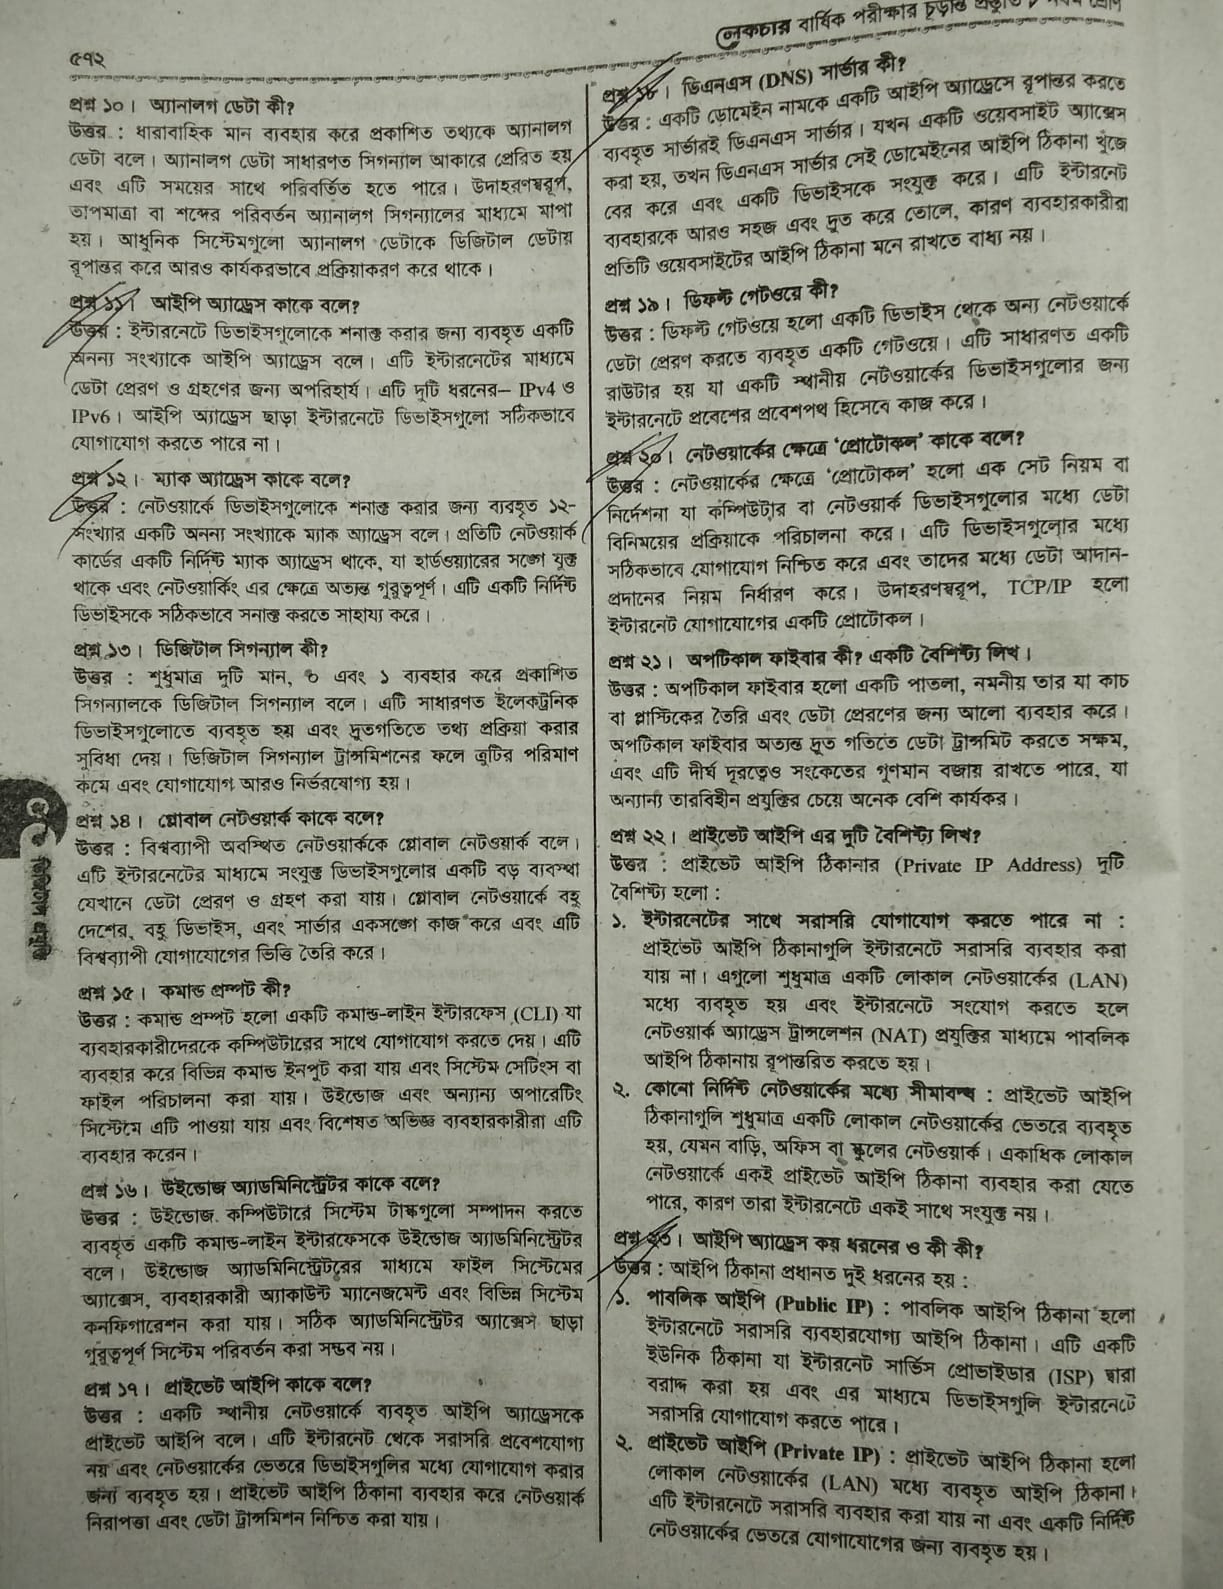 ৫৭২
লেকচার বার্ষিক পরীক্ষার চূড়ান্ত প্রস্তুতি
প্রশ্ন ১০। অ্যানালগ ডেটা কী?
উত্তর : ধারাবাহিক মান ব্যবহার করে প্রকাশিত তথ্যকে অ্যানালগ
ডেটা বলে। অ্যানালগ ডেটা সাধারণত সিগন্যাল আকারে প্রেরিত হয়
এবং এটি সময়ের সাথে পরিবর্তিত হতে পারে। উদাহরণস্বরূপ,
তাপমাত্রা বা শব্দের পরিবর্তন অ্যানালগ সিগন্যালের মাধ্যমে মাপা
হয়। আধুনিক সিস্টেমগুলো অ্যানালগ ডেটাকে ডিজিটাল ডেটায়
রূপান্তর করে আরও কার্যকরভাবে প্রক্রিয়াকরণ করে থাকে।
প্রশ্ন ১১। আইপি অ্যাড্রেস কাকে বলে?
উত্তর : ইন্টারনেটে ডিভাইসগুলোকে শনাক্ত করার জন্য ব্যবহৃত একটি
অনন্য সংখ্যাকে আইপি অ্যাড্রেস বলে। এটি ইন্টারনেটের মাধ্যমে
ডেটা প্রেরণ ও গ্রহণের জন্য অপরিহার্য। এটি দুটি ধরনের– IPv4 ও
IPv6। আইপি অ্যাড্রেস ছাড়া ইন্টারনেটে ডিভাইসগুলো সঠিকভাবে
যোগাযোগ করতে পারে না।
প্রশ্ন ১২। ম্যাক অ্যাড্রেস কাকে বলে?
উত্তর : নেটওয়ার্কে ডিভাইসগুলোকে শনাক্ত করার জন্য ব্যবহৃত ১২-
সংখ্যার একটি অনন্য সংখ্যাকে ম্যাক অ্যাড্রেস বলে। প্রতিটি নেটওয়ার্ক
কার্ডের একটি নির্দিষ্ট ম্যাক অ্যাড্রেস থাকে, যা হার্ডওয়্যারের সঙ্গে যুক্ত
থাকে এবং নেটওয়ার্কিং এর ক্ষেত্রে অত্যন্ত গুরুত্বপূর্ণ। এটি একটি নির্দিষ্ট
ডিভাইসকে সঠিকভাবে সনাক্ত করতে সাহায্য করে।
প্রশ্ন ১৩। ডিজিটাল সিগন্যাল কী?
উত্তর : শুধুমাত্র দুটি মান, ০ এবং ১ ব্যবহার করে প্রকাশিত
সিগন্যালকে ডিজিটাল সিগন্যাল বলে। এটি সাধারণত ইলেকট্রনিক
ডিভাইসগুলোতে ব্যবহৃত হয় এবং দ্রুতগতিতে তথ্য প্রক্রিয়া করার
সুবিধা দেয়। ডিজিটাল সিগন্যাল ট্রান্সমিশনের ফলে ত্রুটির পরিমাণ
কমে এবং যোগাযোগ আরও নির্ভরযোগ্য হয়।
প্রশ্ন ১৪। গ্লোবাল নেটওয়ার্ক কাকে বলে?
উত্তর : বিশ্বব্যাপী অবস্থিত নেটওয়ার্ককে গ্লোবাল নেটওয়ার্ক বলে।
এটি ইন্টারনেটের মাধ্যমে সংযুক্ত ডিভাইসগুলোর একটি বড় ব্যবস্থা
যেখানে ডেটা প্রেরণ ও গ্রহণ করা যায়। গ্লোবাল নেটওয়ার্কে বহু
দেশের, বহু ডিভাইস, এবং সার্ভার একসঙ্গে কাজ করে এবং এটি
বিশ্বব্যাপী যোগাযোগের ভিত্তি তৈরি করে।
প্রশ্ন ১৫। কমান্ড প্রম্পট কী?
উত্তর : কমান্ড প্রম্পট হলো একটি কমান্ড-লাইন ইন্টারফেস (CLI) যা
ব্যবহারকারীদেরকে কম্পিউটারের সাথে যোগাযোগ করতে দেয়। এটি
ব্যবহার করে বিভিন্ন কমান্ড ইনপুট করা যায় এবং সিস্টেম সেটিংস বা
ফাইল পরিচালনা করা যায়। উইন্ডোজ এবং অন্যান্য অপারেটিং
সিস্টেমে এটি পাওয়া যায় এবং বিশেষত অভিজ্ঞ ব্যবহারকারীরা এটি
ব্যবহার করেন।
প্রশ্ন ১৬। উইন্ডোজ অ্যাডমিনিস্ট্রেটর কাকে বলে?
উত্তর : উইন্ডোজ কম্পিউটারে সিস্টেম টাস্কগুলো সম্পাদন করতে
ব্যবহৃত একটি কমান্ড-লাইন ইন্টারফেসকে উইন্ডোজ অ্যাডমিনিস্ট্রেটর
বলে। উইন্ডোজ অ্যাডমিনিস্ট্রেটরের মাধ্যমে ফাইল সিস্টেমের
অ্যাক্সেস, ব্যবহারকারী অ্যাকাউন্ট ম্যানেজমেন্ট এবং বিভিন্ন সিস্টেম
কনফিগারেশন করা যায়। সঠিক অ্যাডমিনিস্ট্রেটর অ্যাক্সেস ছাড়া
গুরুত্বপূর্ণ সিস্টেম পরিবর্তন করা সম্ভব নয়।
প্রশ্ন ১৭। প্রাইভেট আইপি কাকে বলে?
উত্তর : একটি স্থানীয় নেটওয়ার্কে ব্যবহৃত আইপি অ্যাড্রেসকে
প্রাইভেট আইপি বলে। এটি ইন্টারনেট থেকে সরাসরি প্রবেশযোগ্য
নয় এবং নেটওয়ার্কের ভেতরে ডিভাইসগুলির মধ্যে যোগাযোগ করার
জন্য ব্যবহৃত হয়। প্রাইভেট আইপি ঠিকানা ব্যবহার করে নেটওয়ার্ক
নিরাপত্তা এবং ডেটা ট্রান্সমিশন নিশ্চিত করা যায়।
প্রশ্ন ১৮। ডিএনএস (DNS) সার্ভার কী?
উত্তর : একটি ডোমেইন নামকে একটি আইপি অ্যাড্রেসে রূপান্তর করতে
ব্যবহৃত সার্ভারই ডিএনএস সার্ভার। যখন একটি ওয়েবসাইট অ্যাক্সেস
করা হয়, তখন ডিএনএস সার্ভার সেই ডোমেইনের আইপি ঠিকানা খুঁজে
বের করে এবং একটি ডিভাইসকে সংযুক্ত করে। এটি ইন্টারনেট
ব্যবহারকে আরও সহজ এবং দ্রুত করে তোলে, কারণ ব্যবহারকারীরা
প্রতিটি ওয়েবসাইটের আইপি ঠিকানা মনে রাখতে বাধ্য নয়।
প্রশ্ন ১৯। ডিফল্ট গেটওয়ে কী?
উত্তর : ডিফল্ট গেটওয়ে হলো একটি ডিভাইস থেকে অন্য নেটওয়ার্কে
ডেটা প্রেরণ করতে ব্যবহৃত একটি গেটওয়ে। এটি সাধারণত একটি
রাউটার হয় যা একটি স্থানীয় নেটওয়ার্কের ডিভাইসগুলোর জন্য
ইন্টারনেটে প্রবেশের প্রবেশপথ হিসেবে কাজ করে।
প্রশ্ন ২০। নেটওয়ার্কের ক্ষেত্রে ‘প্রোটোকল’ কাকে বলে?
উত্তর : নেটওয়ার্কের ক্ষেত্রে ‘প্রোটোকল’ হলো এক সেট নিয়ম বা
নির্দেশনা যা কম্পিউটার বা নেটওয়ার্ক ডিভাইসগুলোর মধ্যে ডেটা
বিনিময়ের প্রক্রিয়াকে পরিচালনা করে। এটি ডিভাইসগুলোর মধ্যে
সঠিকভাবে যোগাযোগ নিশ্চিত করে এবং তাদের মধ্যে ডেটা আদান-
প্রদানের নিয়ম নির্ধারণ করে। উদাহরণস্বরূপ, TCP/IP হলো
ইন্টারনেট যোগাযোগের একটি প্রোটোকল।
প্রশ্ন ২১। অপটিকাল ফাইবার কী? একটি বৈশিষ্ট্য লিখ।
উত্তর : অপটিকাল ফাইবার হলো একটি পাতলা, নমনীয় তার যা কাচ
বা প্লাস্টিকের তৈরি এবং ডেটা প্রেরণের জন্য আলো ব্যবহার করে।
অপটিকাল ফাইবার অত্যন্ত দ্রুত গতিতে ডেটা ট্রান্সমিট করতে সক্ষম,
এবং এটি দীর্ঘ দূরত্বেও সংকেতের গুণমান বজায় রাখতে পারে, যা
অন্যান্য তারবিহীন প্রযুক্তির চেয়ে অনেক বেশি কার্যকর।
প্রশ্ন ২২। প্রাইভেট আইপি এর দুটি বৈশিষ্ট্য লিখ?
উত্তর : প্রাইভেট আইপি ঠিকানার (Private IP Address) দুটি
বৈশিষ্ট্য হলো :
১. ইন্টারনেটের সাথে সরাসরি যোগাযোগ করতে পারে না :
প্রাইভেট আইপি ঠিকানাগুলি ইন্টারনেটে সরাসরি ব্যবহার করা
যায় না। এগুলো শুধুমাত্র একটি লোকাল নেটওয়ার্কের (LAN)
মধ্যে ব্যবহৃত হয় এবং ইন্টারনেটে সংযোগ করতে হলে
নেটওয়ার্ক অ্যাড্রেস ট্রান্সলেশন (NAT) প্রযুক্তির মাধ্যমে পাবলিক
আইপি ঠিকানায় রূপান্তরিত করতে হয়।
২. কোনো নির্দিষ্ট নেটওয়ার্কের মধ্যে সীমাবদ্ধ : প্রাইভেট আইপি
ঠিকানাগুলি শুধুমাত্র একটি লোকাল নেটওয়ার্কের ভেতরে ব্যবহৃত
হয়, যেমন বাড়ি, অফিস বা স্কুলের নেটওয়ার্ক। একাধিক লোকাল
নেটওয়ার্কে একই প্রাইভেট আইপি ঠিকানা ব্যবহার করা যেতে
পারে, কারণ তারা ইন্টারনেটে একই সাথে সংযুক্ত নয়।
প্রশ্ন ২৩। আইপি অ্যাড্রেস কয় ধরনের ও কী কী?
উত্তর : আইপি ঠিকানা প্রধানত দুই ধরনের হয় :
১. পাবলিক আইপি (Public IP) : পাবলিক আইপি ঠিকানা হলো
ইন্টারনেটে সরাসরি ব্যবহারযোগ্য আইপি ঠিকানা। এটি একটি
ইউনিক ঠিকানা যা ইন্টারনেট সার্ভিস প্রোভাইডার (ISP) দ্বারা
বরাদ্দ করা হয় এবং এর মাধ্যমে ডিভাইসগুলি ইন্টারনেটে
সরাসরি যোগাযোগ করতে পারে।
২. প্রাইভেট আইপি (Private IP) : প্রাইভেট আইপি ঠিকানা হলো
লোকাল নেটওয়ার্কের (LAN) মধ্যে ব্যবহৃত আইপি ঠিকানা।
এটি ইন্টারনেটে সরাসরি ব্যবহার করা যায় না এবং একটি নির্দিষ্ট
নেটওয়ার্কের ভেতরে যোগাযোগের জন্য ব্যবহৃত হয়।
ডিজিটাল প্রযুক্তি